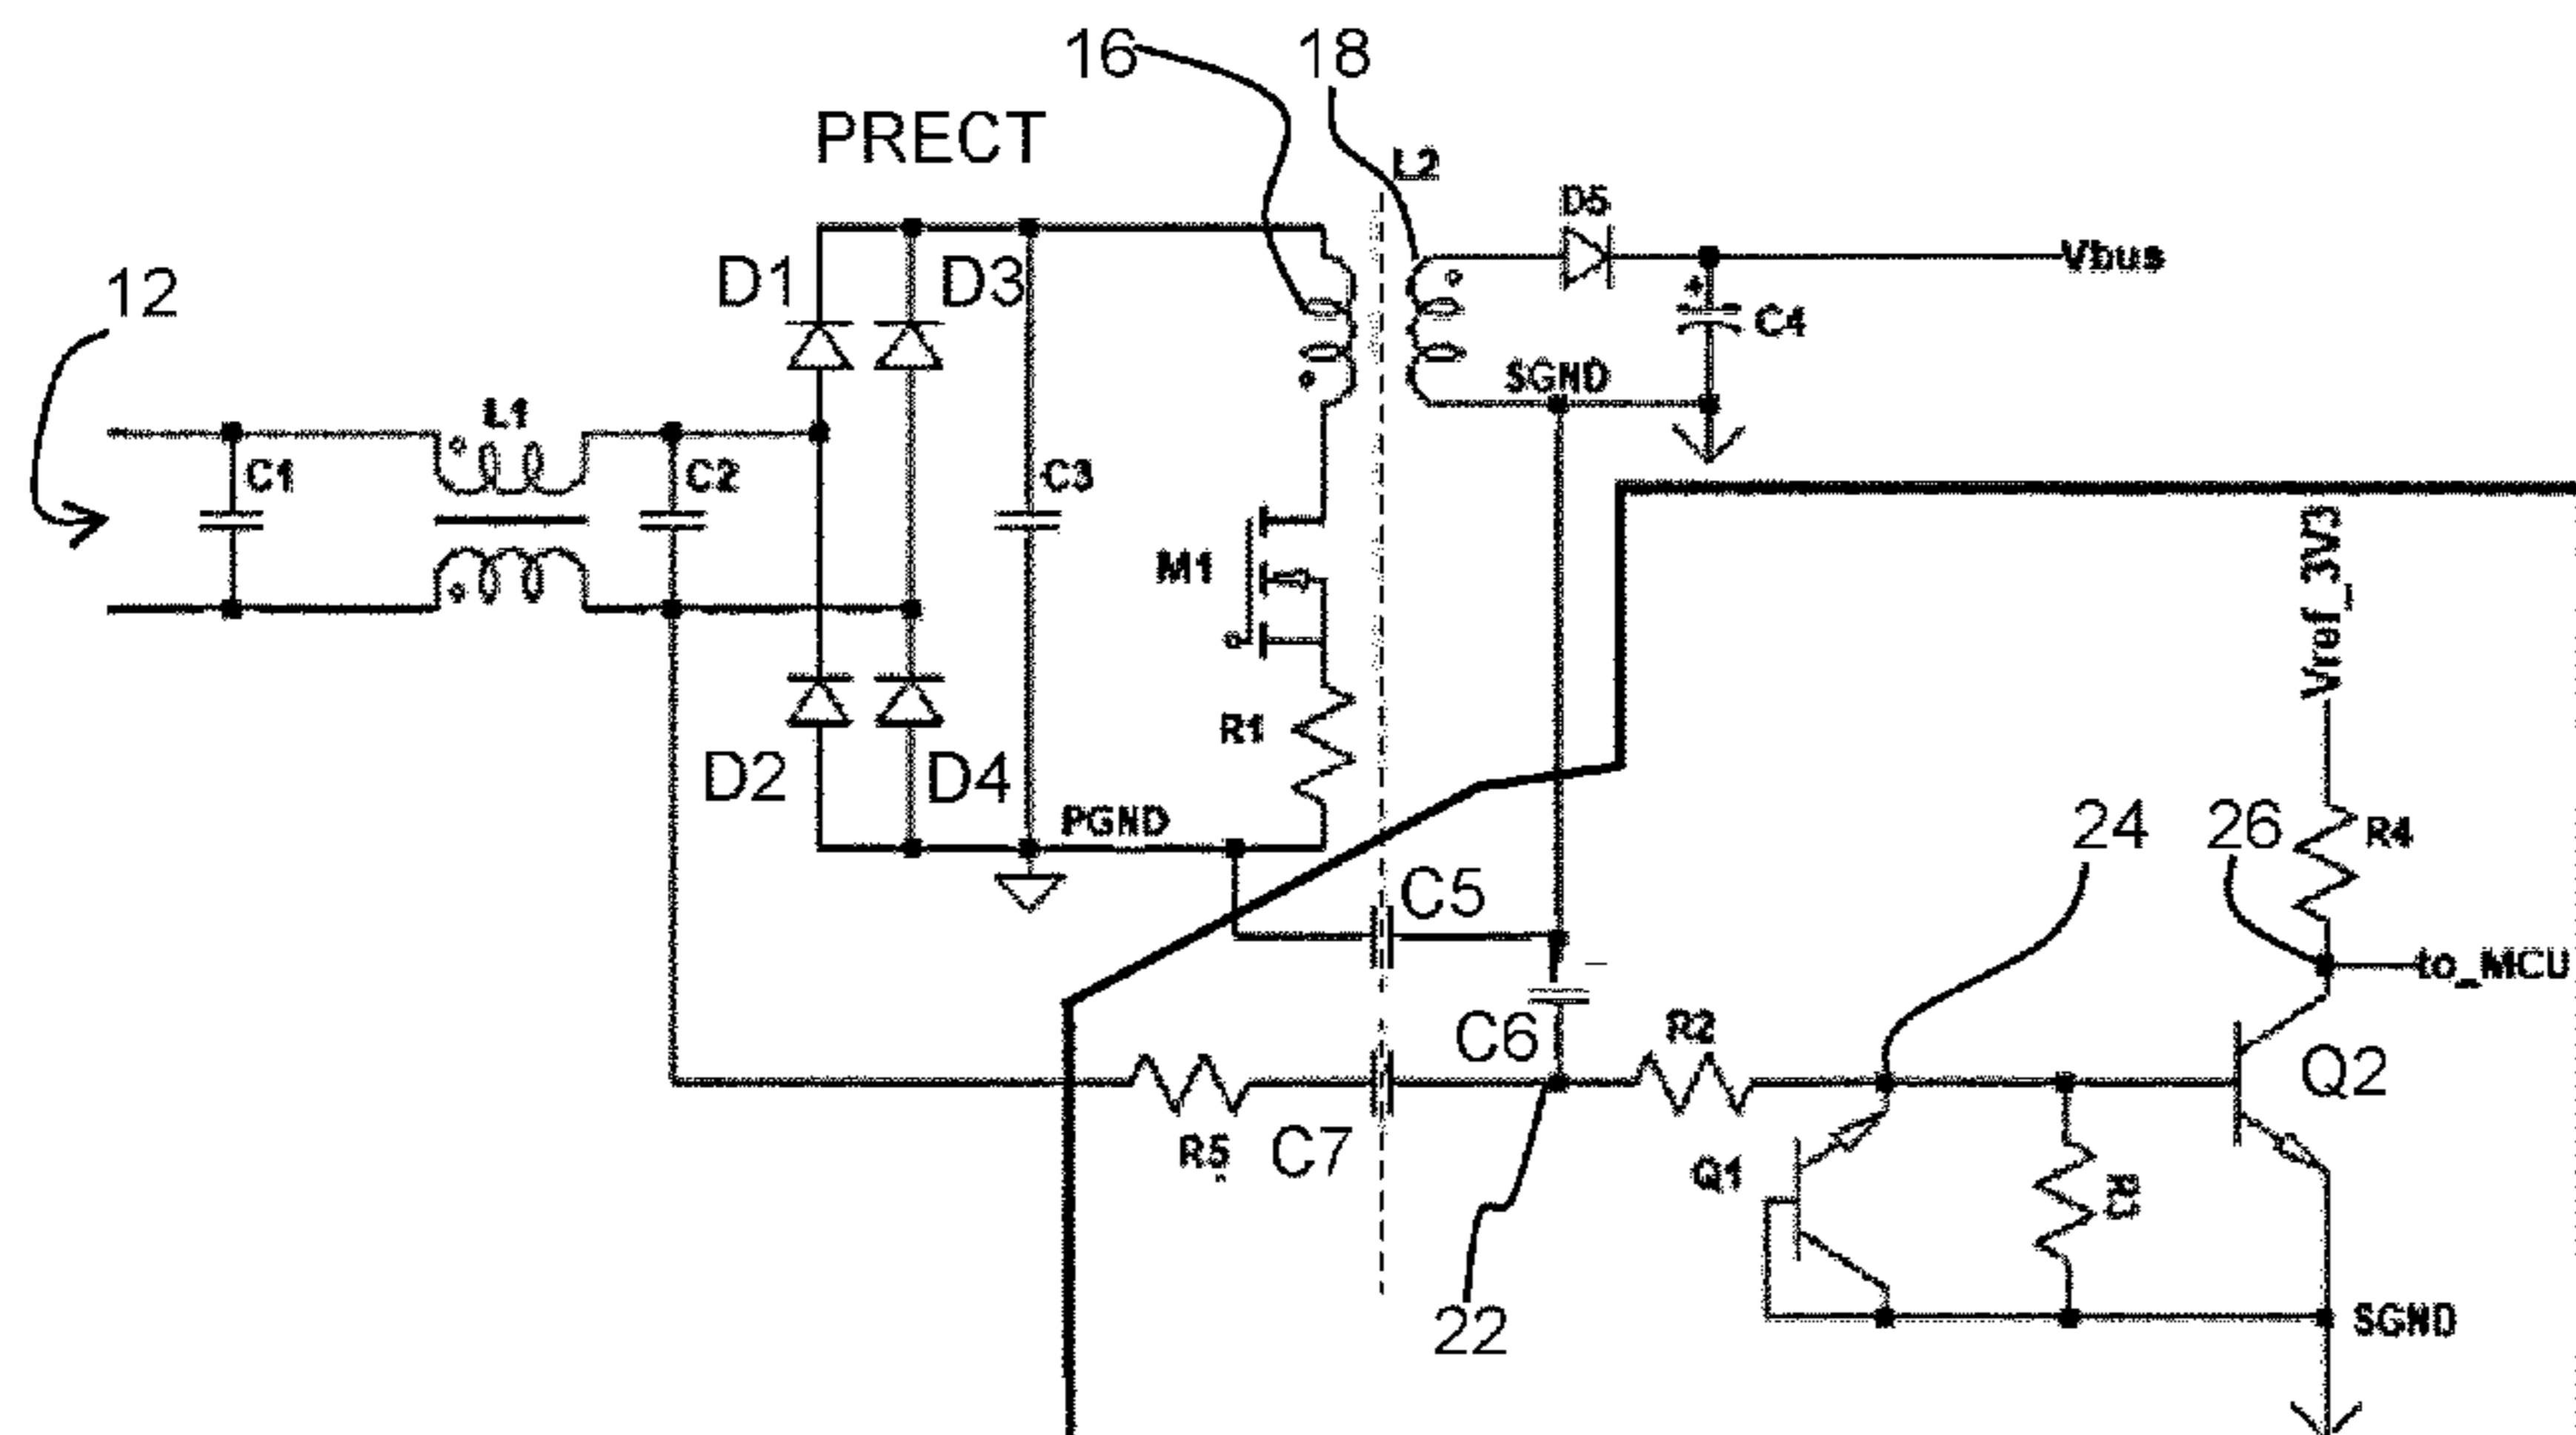 16
18
PRECT
L2
D5
12
D1
D3
Vbus
C4
SGND
L1
C1
C2
C3
M1
Vref_3V3
R1
D2
D4
PGND
24
26
R4
C5
to_MCU
C6
R2
Q2
R5
C7
Q1
R3
22
SGND